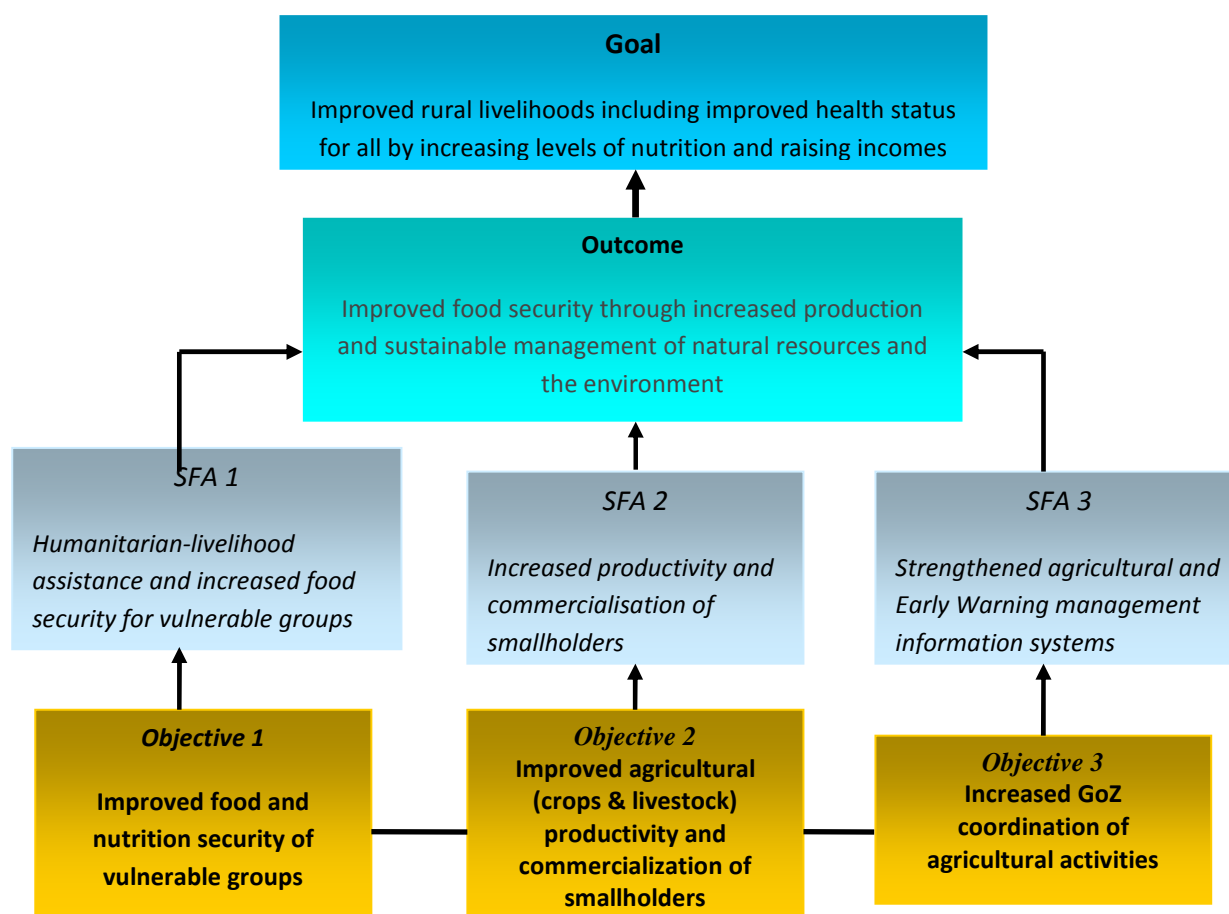 Goal
Improved rural livelihoods including improved health status
for all by increasing levels of nutrition and raising incomes
Outcome
Improved food security through increased production
and sustainable management of natural resources and
the environment
SFA 1
Humanitarian-livelihood
assistance and increased food
security for vulnerable groups
SFA 2
Increased productivity and
commercialisation of
smallholders
SFA 3
Strengthened agricultural and
Early Warning management
information systems
Objective 1
Improved food and
nutrition security of
vulnerable groups
Objective 2
Improved agricultural
(crops & livestock)
productivity and
commercialization of
smallholders
Objective 3
Increased GoZ
coordination of
agricultural activities